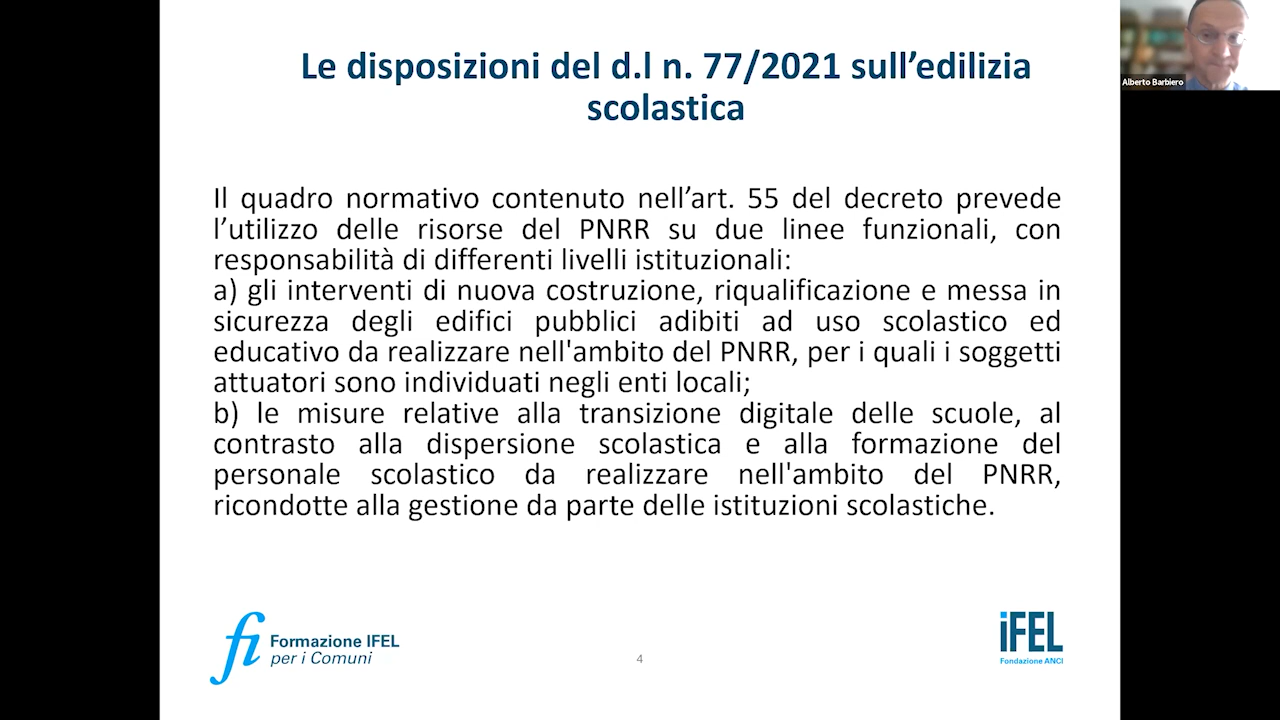 Le disposizioni del d.l n. 77/2021 sull’edilizia
scolastica
Alberto Barbiero
Il quadro normativo contenuto nell’art. 55 del decreto prevede
l’utilizzo delle risorse del PNRR su due linee funzionali, con
responsabilità di differenti livelli istituzionali:
a) gli interventi di nuova costruzione, riqualificazione e messa in
sicurezza degli edifici pubblici adibiti ad uso scolastico ed
educativo da realizzare nell'ambito del PNRR, per i quali i soggetti
attuatori sono individuati negli enti locali;
b) le misure relative alla transizione digitale delle scuole, al
contrasto alla dispersione scolastica e alla formazione del
personale scolastico da realizzare nell'ambito del PNRR,
ricondotte alla gestione da parte delle istituzioni scolastiche.
fi Formazione IFEL
per i Comuni
4
iFEL
Fondazione ANCI